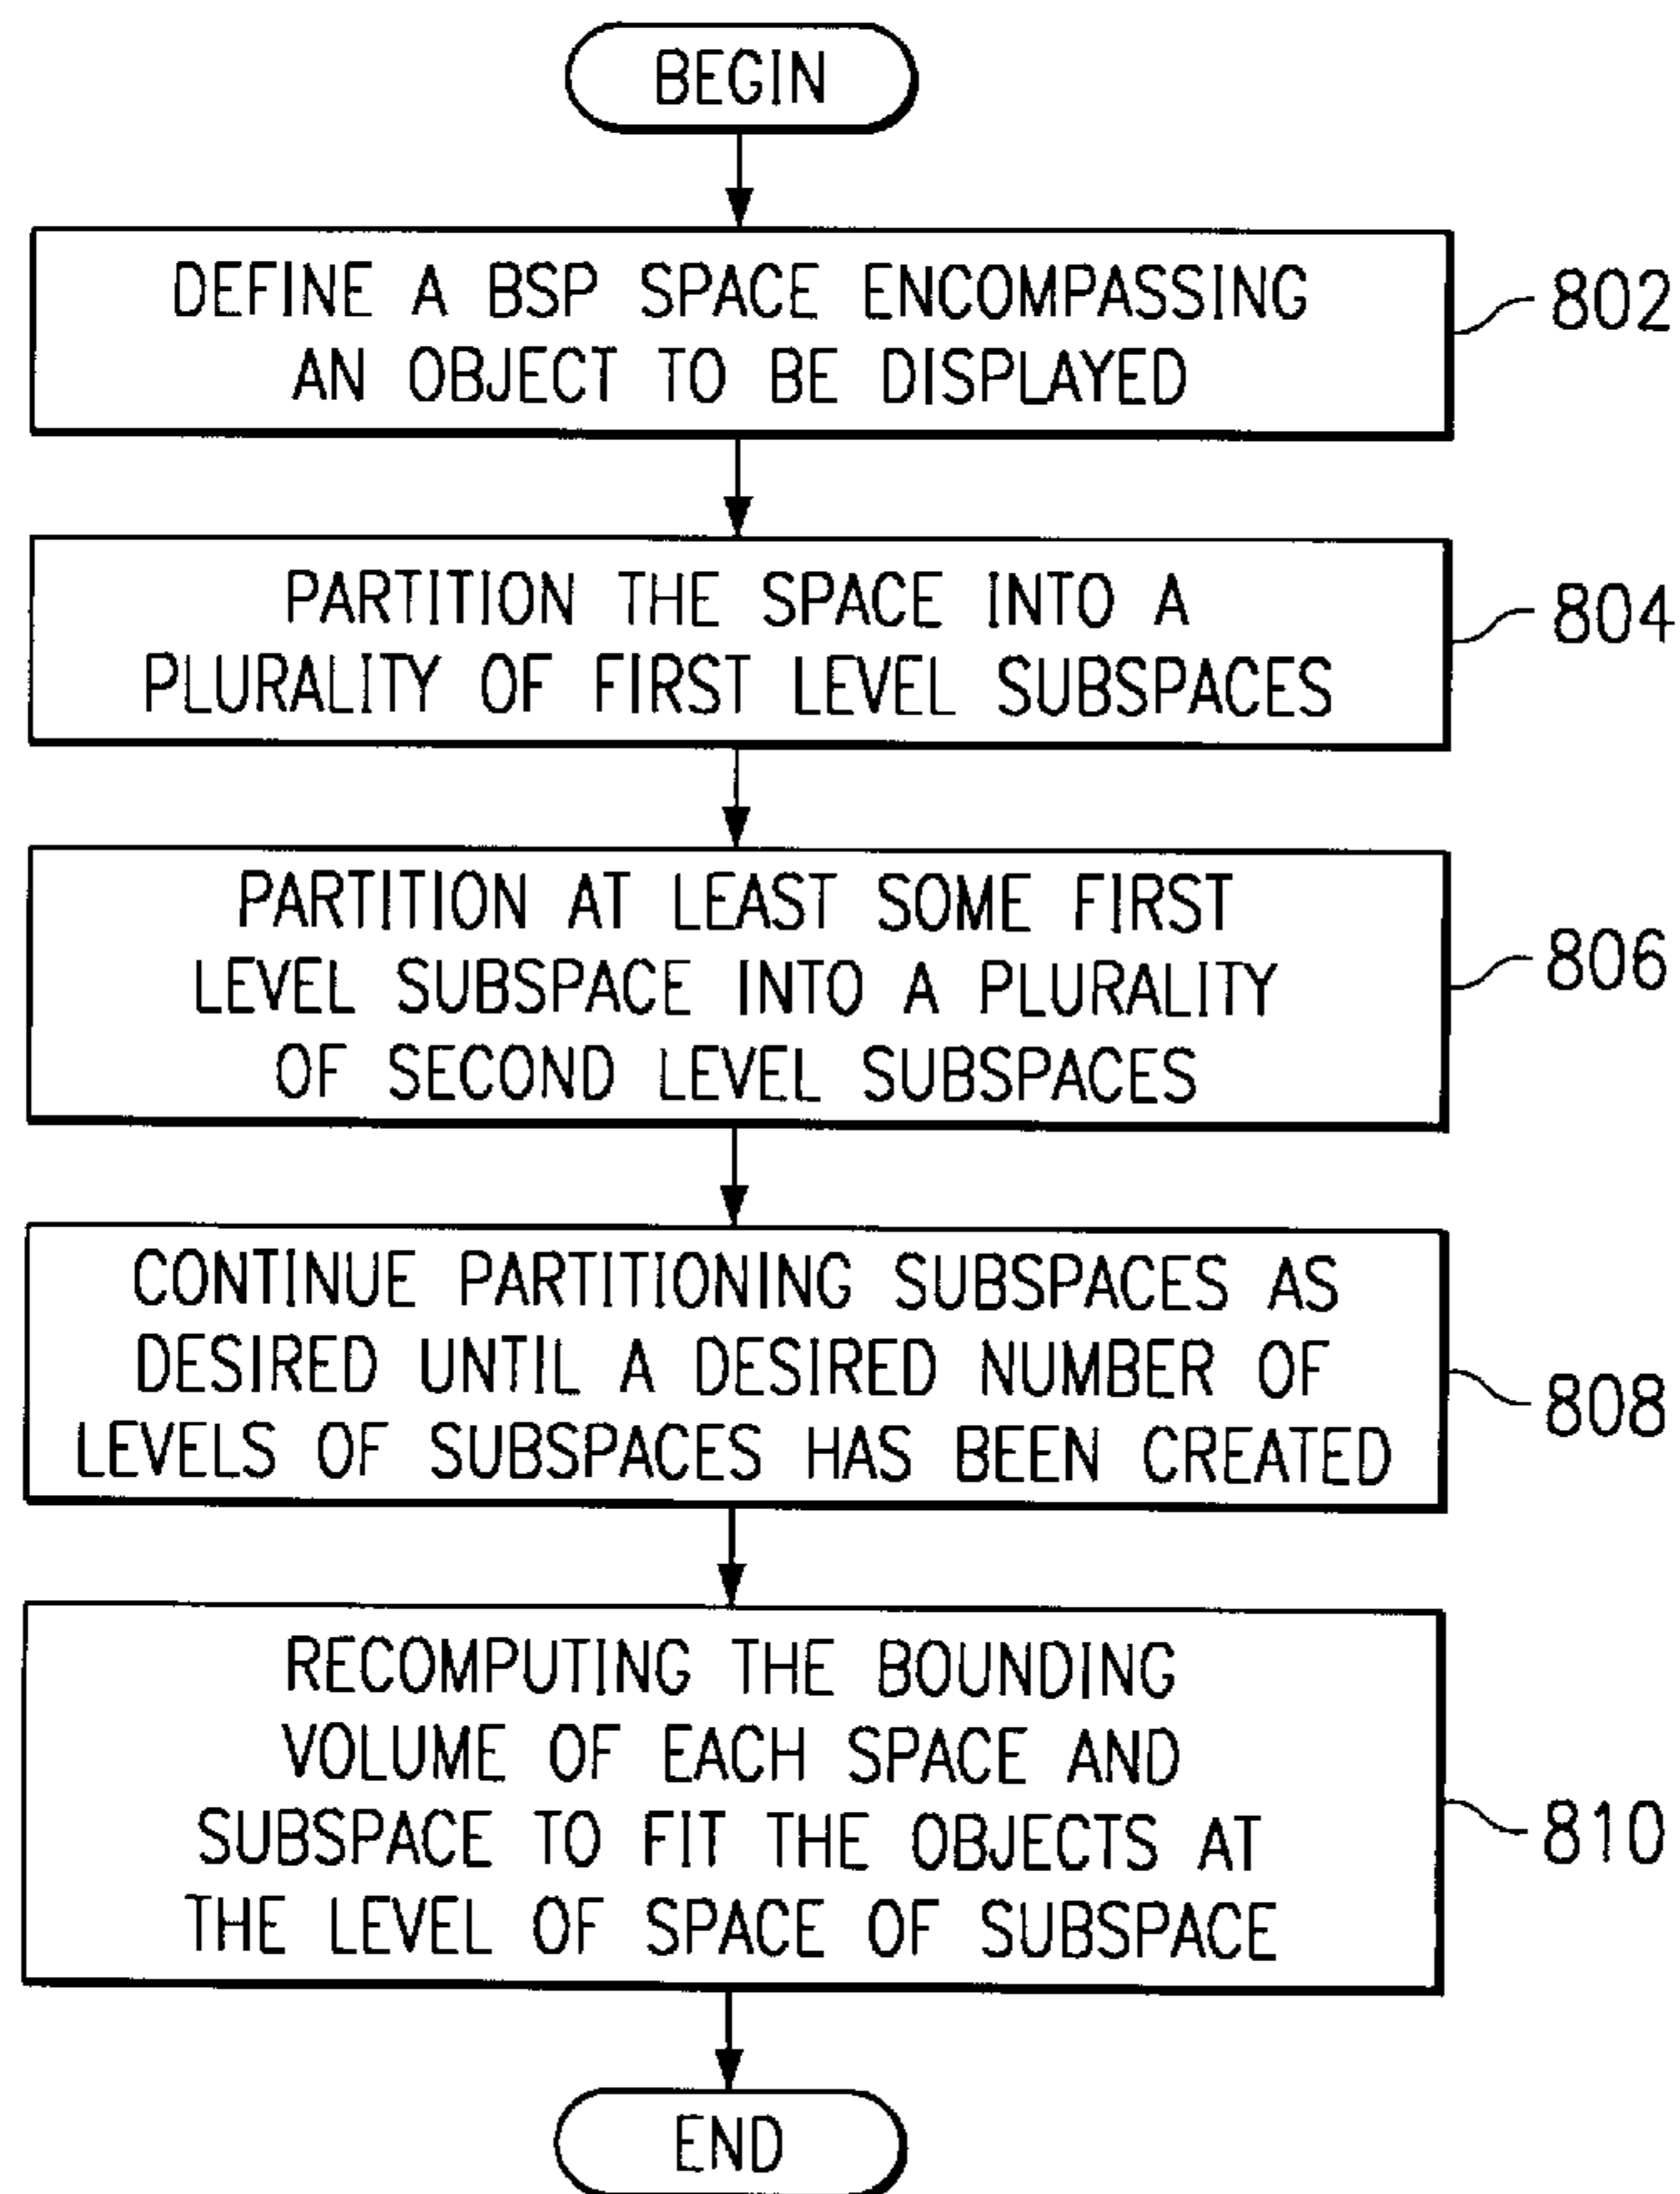 BEGIN
DEFINE A BSP SPACE ENCOMPASSING
AN OBJECT TO BE DISPLAYED
802
PARTITION THE SPACE INTO A
PLURALITY OF FIRST LEVEL SUBSPACES
804
PARTITION AT LEAST SOME FIRST
LEVEL SUBSPACE INTO A PLURALITY
OF SECOND LEVEL SUBSPACES
806
CONTINUE PARTITIONING SUBSPACES AS
DESIRED UNTIL A DESIRED NUMBER OF
LEVELS OF SUBSPACES HAS BEEN CREATED
808
RECOMPUTING THE BOUNDING
VOLUME OF EACH SPACE AND
SUBSPACE TO FIT THE OBJECTS AT
THE LEVEL OF SPACE OF SUBSPACE
810
END